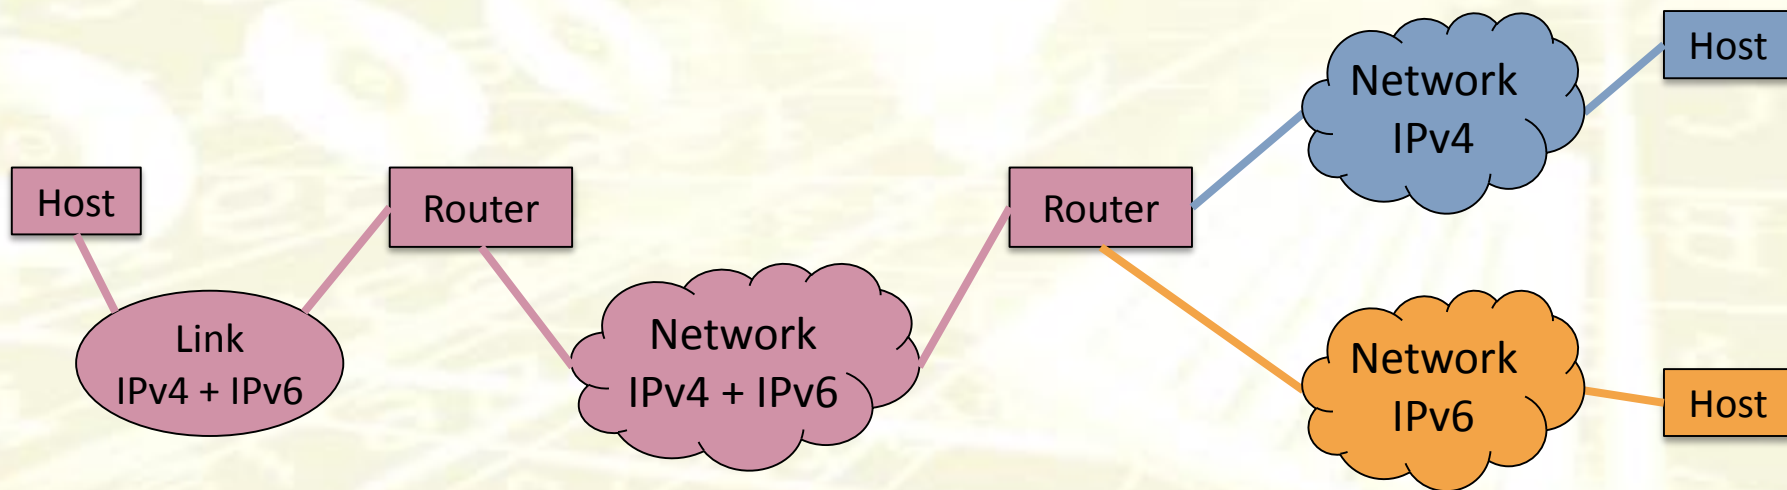 Host
Link
IPv4 + IPv6
Router
Network
IPv4 + IPv6
Router
Network
IPv4
Host
Network
IPv6
Host